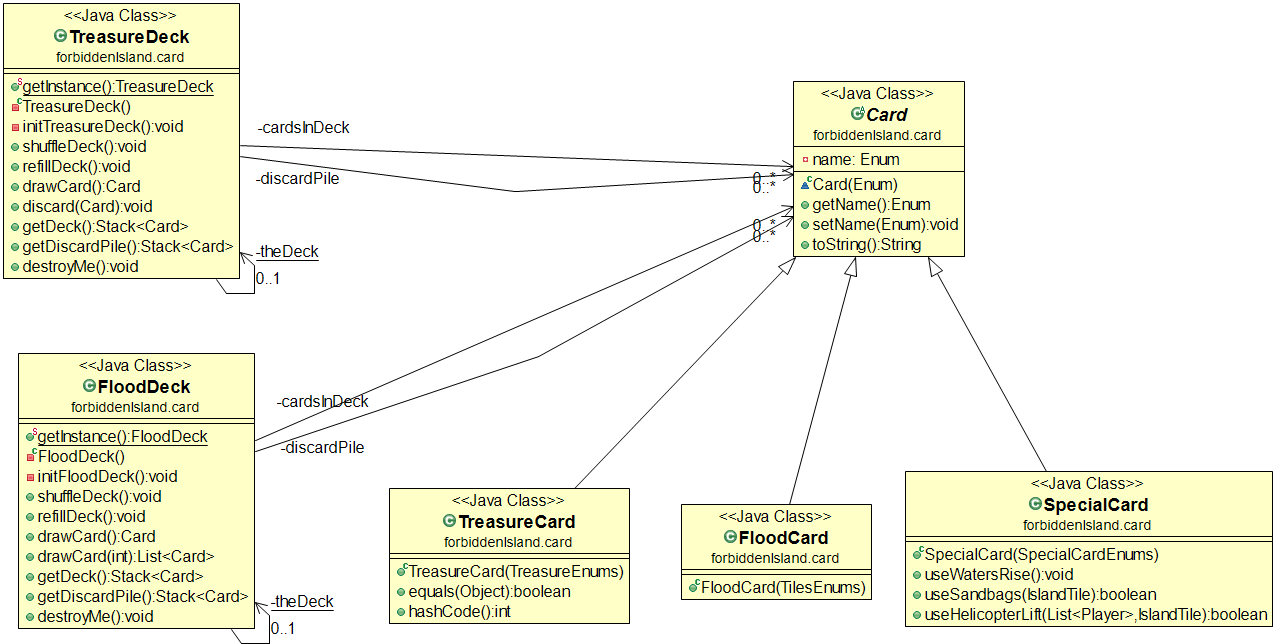 <<Java Class>>
TreasureDeck
forbiddenIsland.card
getInstance():TreasureDeck
TreasureDeck()
initTreasureDeck():void
shuffleDeck():void
refillDeck():void
drawCard():Card
discard(Card):void
getDeck():Stack<Card>
getDiscardPile():Stack<Card>
destroyMe():void
-cardsInDeck
0..*
-discardPile
0..*
-theDeck
0..1
<<Java Class>>
Card
forbiddenIsland.card
name: Enum
Card(Enum)
getName():Enum
setName(Enum):void
toString():String
<<Java Class>>
FloodDeck
forbiddenIsland.card
getInstance():FloodDeck
FloodDeck()
initFloodDeck():void
shuffleDeck():void
refillDeck():void
drawCard():Card
drawCard(int):List<Card>
getDeck():Stack<Card>
getDiscardPile():Stack<Card>
destroyMe():void
-cardsInDeck
0..*
-discardPile
0..*
-theDeck
0..1
<<Java Class>>
TreasureCard
forbiddenIsland.card
TreasureCard(TreasureEnums)
equals(Object):boolean
hashCode():int
<<Java Class>>
FloodCard
forbiddenIsland.card
FloodCard(TilesEnums)
<<Java Class>>
SpecialCard
forbiddenIsland.card
SpecialCard(SpecialCardEnums)
useWatersRise():void
useSandbags(IslandTile):boolean
useHelicopterLift(List<Player>,IslandTile):boolean